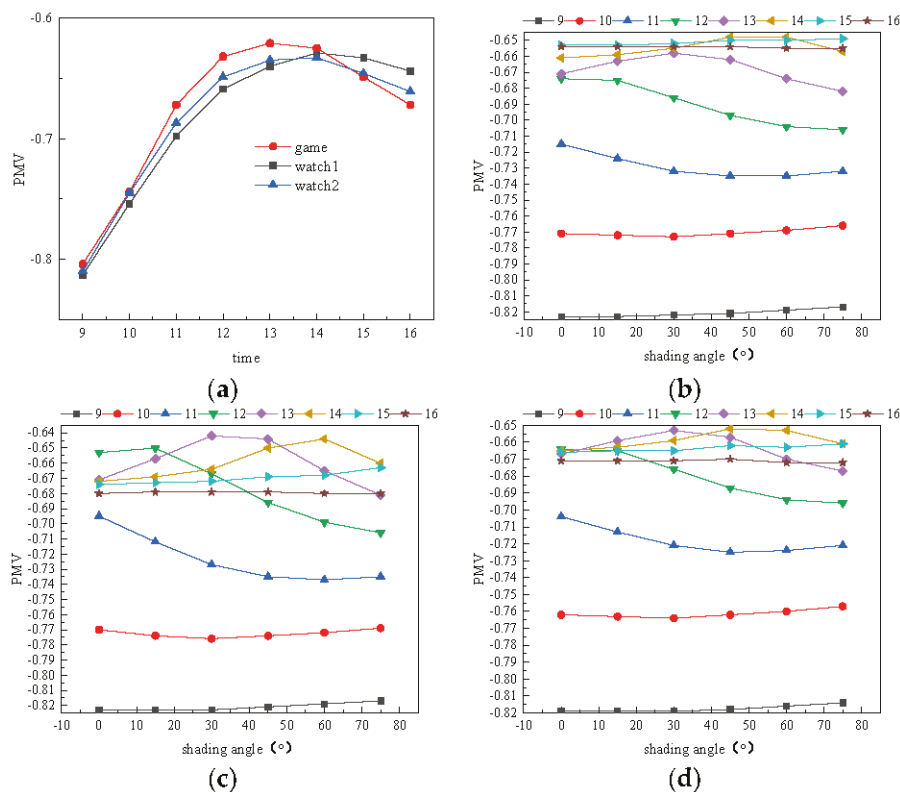 -0.6
-0.7
-0.8
PMV
game
watch1
watch2
9 10 11 12 13 14 15 16
time
(a)
9 10 11 12 13 14 15 16
-0.65
-0.66
-0.67
-0.68
-0.69
-0.70
-0.71
-0.72
-0.73
-0.74
-0.75
-0.76
-0.77
-0.78
-0.79
-0.80
-0.81
-0.82
PMV
-10 0 10 20 30 40 50 60 70 80
shading angle (°)
(b)
9 10 11 12 13 14 15 16
-0.64
-0.65
-0.66
-0.67
-0.68
-0.69
-0.70
-0.71
-0.72
-0.73
-0.74
-0.75
-0.76
-0.77
-0.78
-0.79
-0.80
-0.81
-0.82
PMV
-10 0 10 20 30 40 50 60 70 80
shading angle (°)
(c)
9 10 11 12 13 14 15 16
-0.65
-0.66
-0.67
-0.68
-0.69
-0.70
-0.71
-0.72
-0.73
-0.74
-0.75
-0.76
-0.77
-0.78
-0.79
-0.80
-0.81
-0.82
PMV
-10 0 10 20 30 40 50 60 70 80
shading angle (°)
(d)